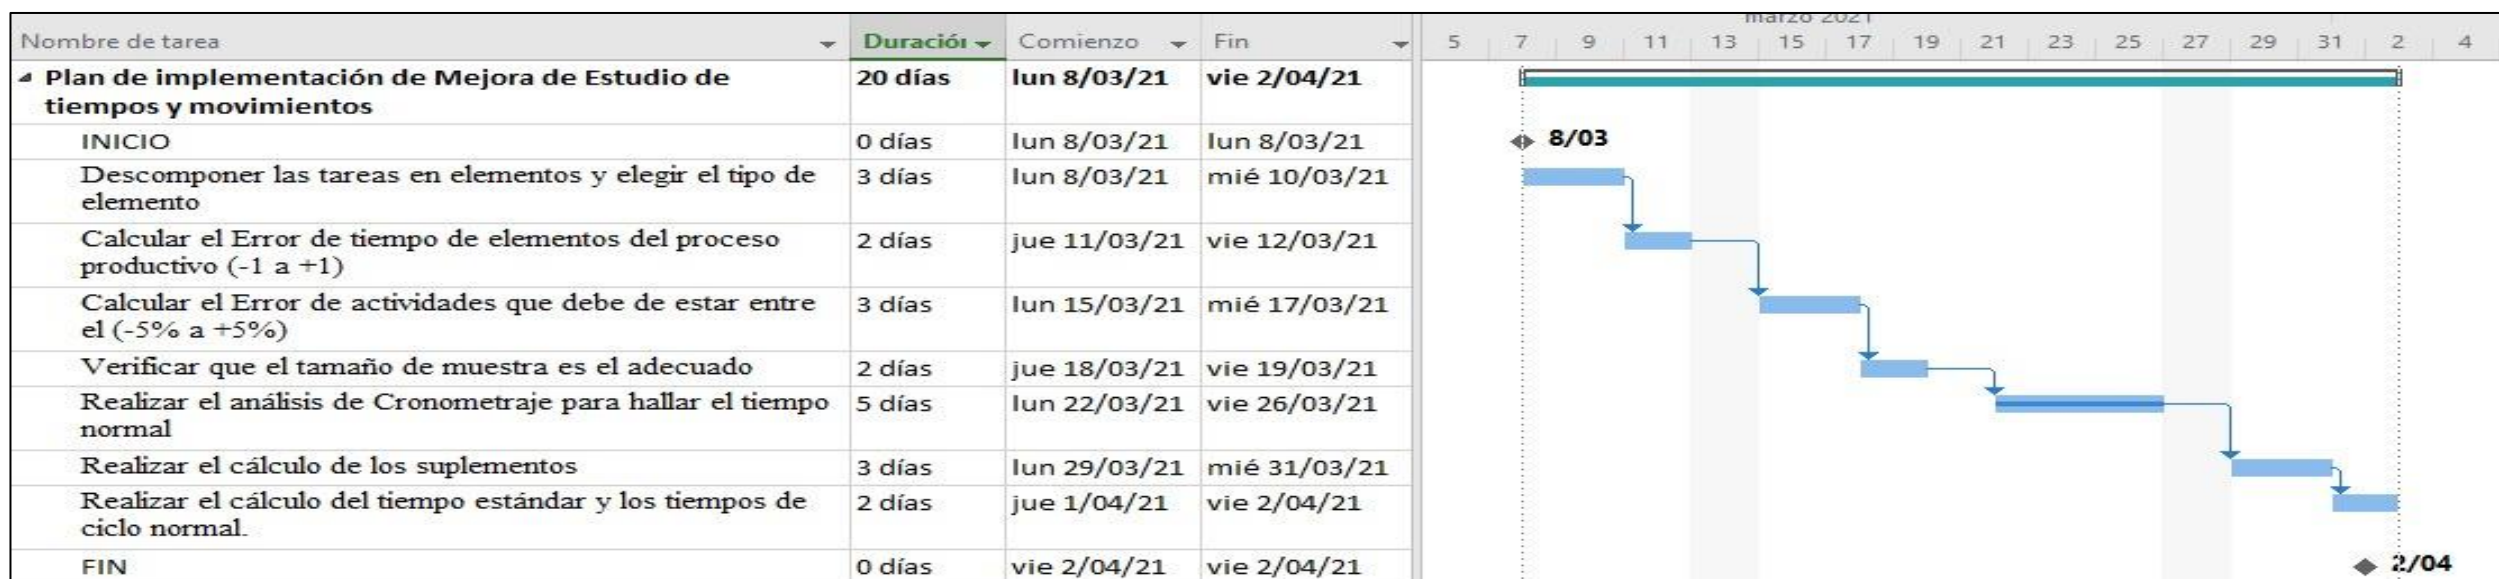 marzo 2021
Nombre de tarea Duración Comienzo Fin 5 7 9 11 13 15 17 19 21 23 25 27 29 31 2 4
Plan de implementación de Mejora de Estudio de 20 días lun 8/03/21 vie 2/04/21
tiempos y movimientos
INICIO 0 días lun 8/03/21 lun 8/03/21 8/03
Descomponer las tareas en elementos y elegir el tipo de 3 días lun 8/03/21 mié 10/03/21
elemento
Calcular el Error de tiempo de elementos del proceso 2 días jue 11/03/21 vie 12/03/21
productivo (-1 a +1)
Calcular el Error de actividades que debe de estar entre 3 días lun 15/03/21 mié 17/03/21
el (-5% a +5%)
Verificar que el tamaño de muestra es el adecuado 2 días jue 18/03/21 vie 19/03/21
Realizar el análisis de Cronometraje para hallar el tiempo 5 días lun 22/03/21 vie 26/03/21
normal
Realizar el cálculo de los suplementos 3 días lun 29/03/21 mié 31/03/21
Realizar el cálculo del tiempo estándar y los tiempos de 2 días jue 1/04/21 vie 2/04/21
ciclo normal.
FIN 0 días vie 2/04/21 vie 2/04/21 2/04